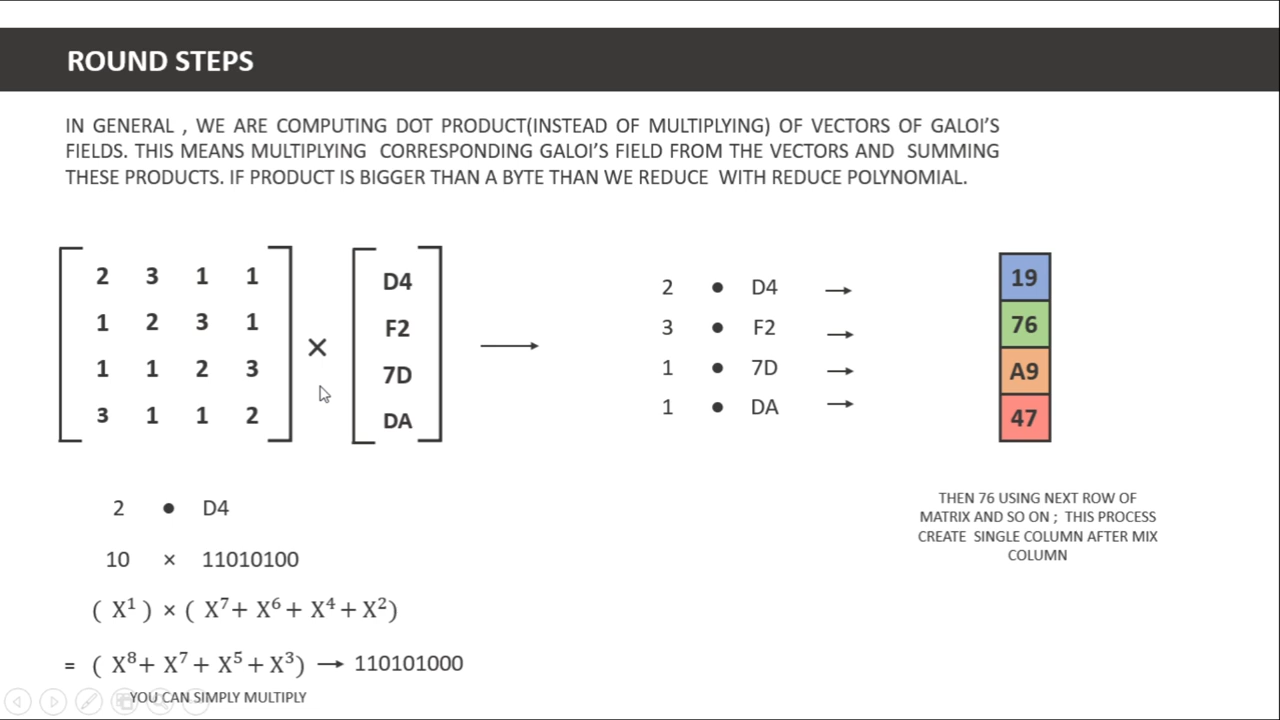 ROUND STEPS
IN GENERAL , WE ARE COMPUTING DOT PRODUCT(INSTEAD OF MULTIPLYING) OF VECTORS OF GALOI'S
FIELDS. THIS MEANS MULTIPLYING CORRESPONDING GALOI'S FIELD FROM THE VECTORS AND SUMMING
THESE PRODUCTS. IF PRODUCT IS BIGGER THAN A BYTE THAN WE REDUCE WITH REDUCE POLYNOMIAL.
2 3 1 1
1 2 3 1
1 1 2 3
3 1 1 2
×
D4
F2
7D
DA
→
2 ● D4 →
3 ● F2 →
1 ● 7D →
1 ● DA →
19
76
A9
47
2 ● D4
10 × 11010100
( X¹ ) × ( X⁷+ X⁶ + X⁴ + X²)
= ( X⁸+ X⁷ + X⁵ + X³) → 110101000
YOU CAN SIMPLY MULTIPLY
THEN 76 USING NEXT ROW OF
MATRIX AND SO ON ; THIS PROCESS
CREATE SINGLE COLUMN AFTER MIX
COLUMN